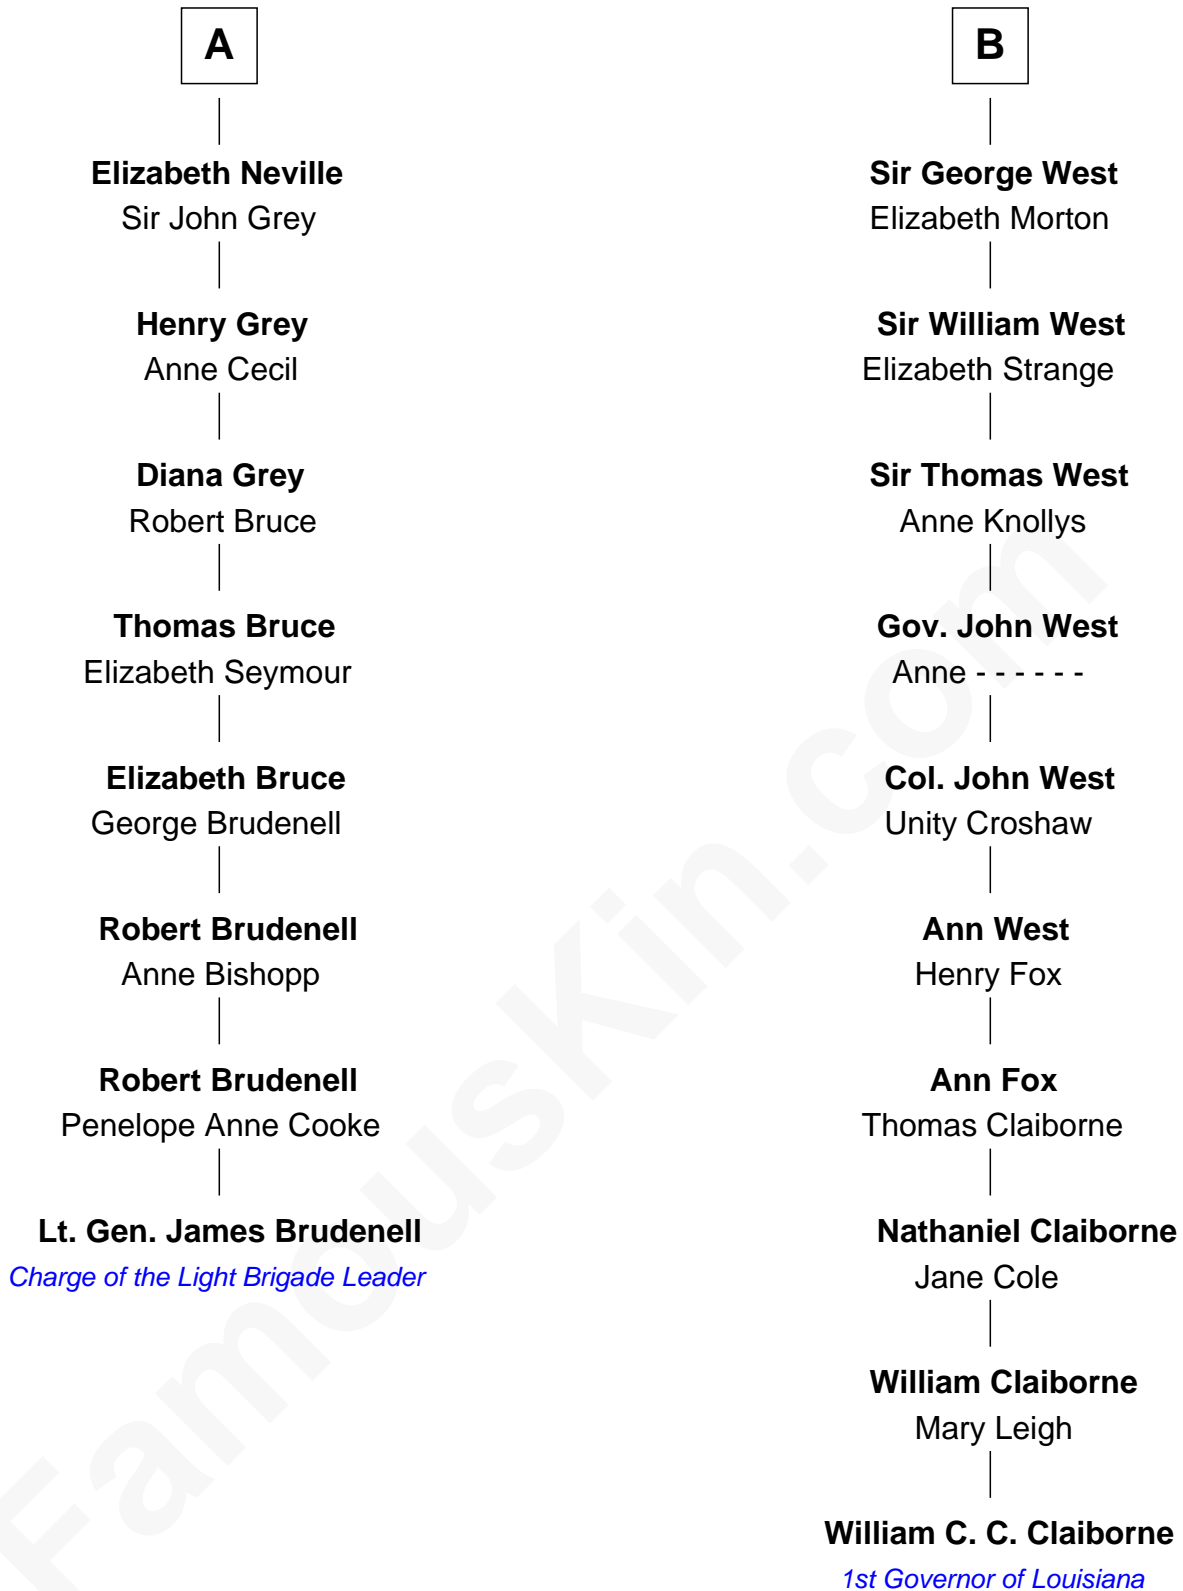 A
Elizabeth Neville
Sir John Grey
Henry Grey
Anne Cecil
Diana Grey
Robert Bruce
Thomas Bruce
Elizabeth Seymour
Elizabeth Bruce
George Brudenell
Robert Brudenell
Anne Bishopp
Robert Brudenell
Penelope Anne Cooke
Lt. Gen. James Brudenell
Charge of the Light Brigade Leader
B
Sir George West
Elizabeth Morton
Sir William West
Elizabeth Strange
Sir Thomas West
Anne Knollys
Gov. John West
Anne - - - - - -
Col. John West
Unity Croshaw
Ann West
Henry Fox
Ann Fox
Thomas Claiborne
Nathaniel Claiborne
Jane Cole
William Claiborne
Mary Leigh
William C. C. Claiborne
1st Governor of Louisiana
FamousKin.com